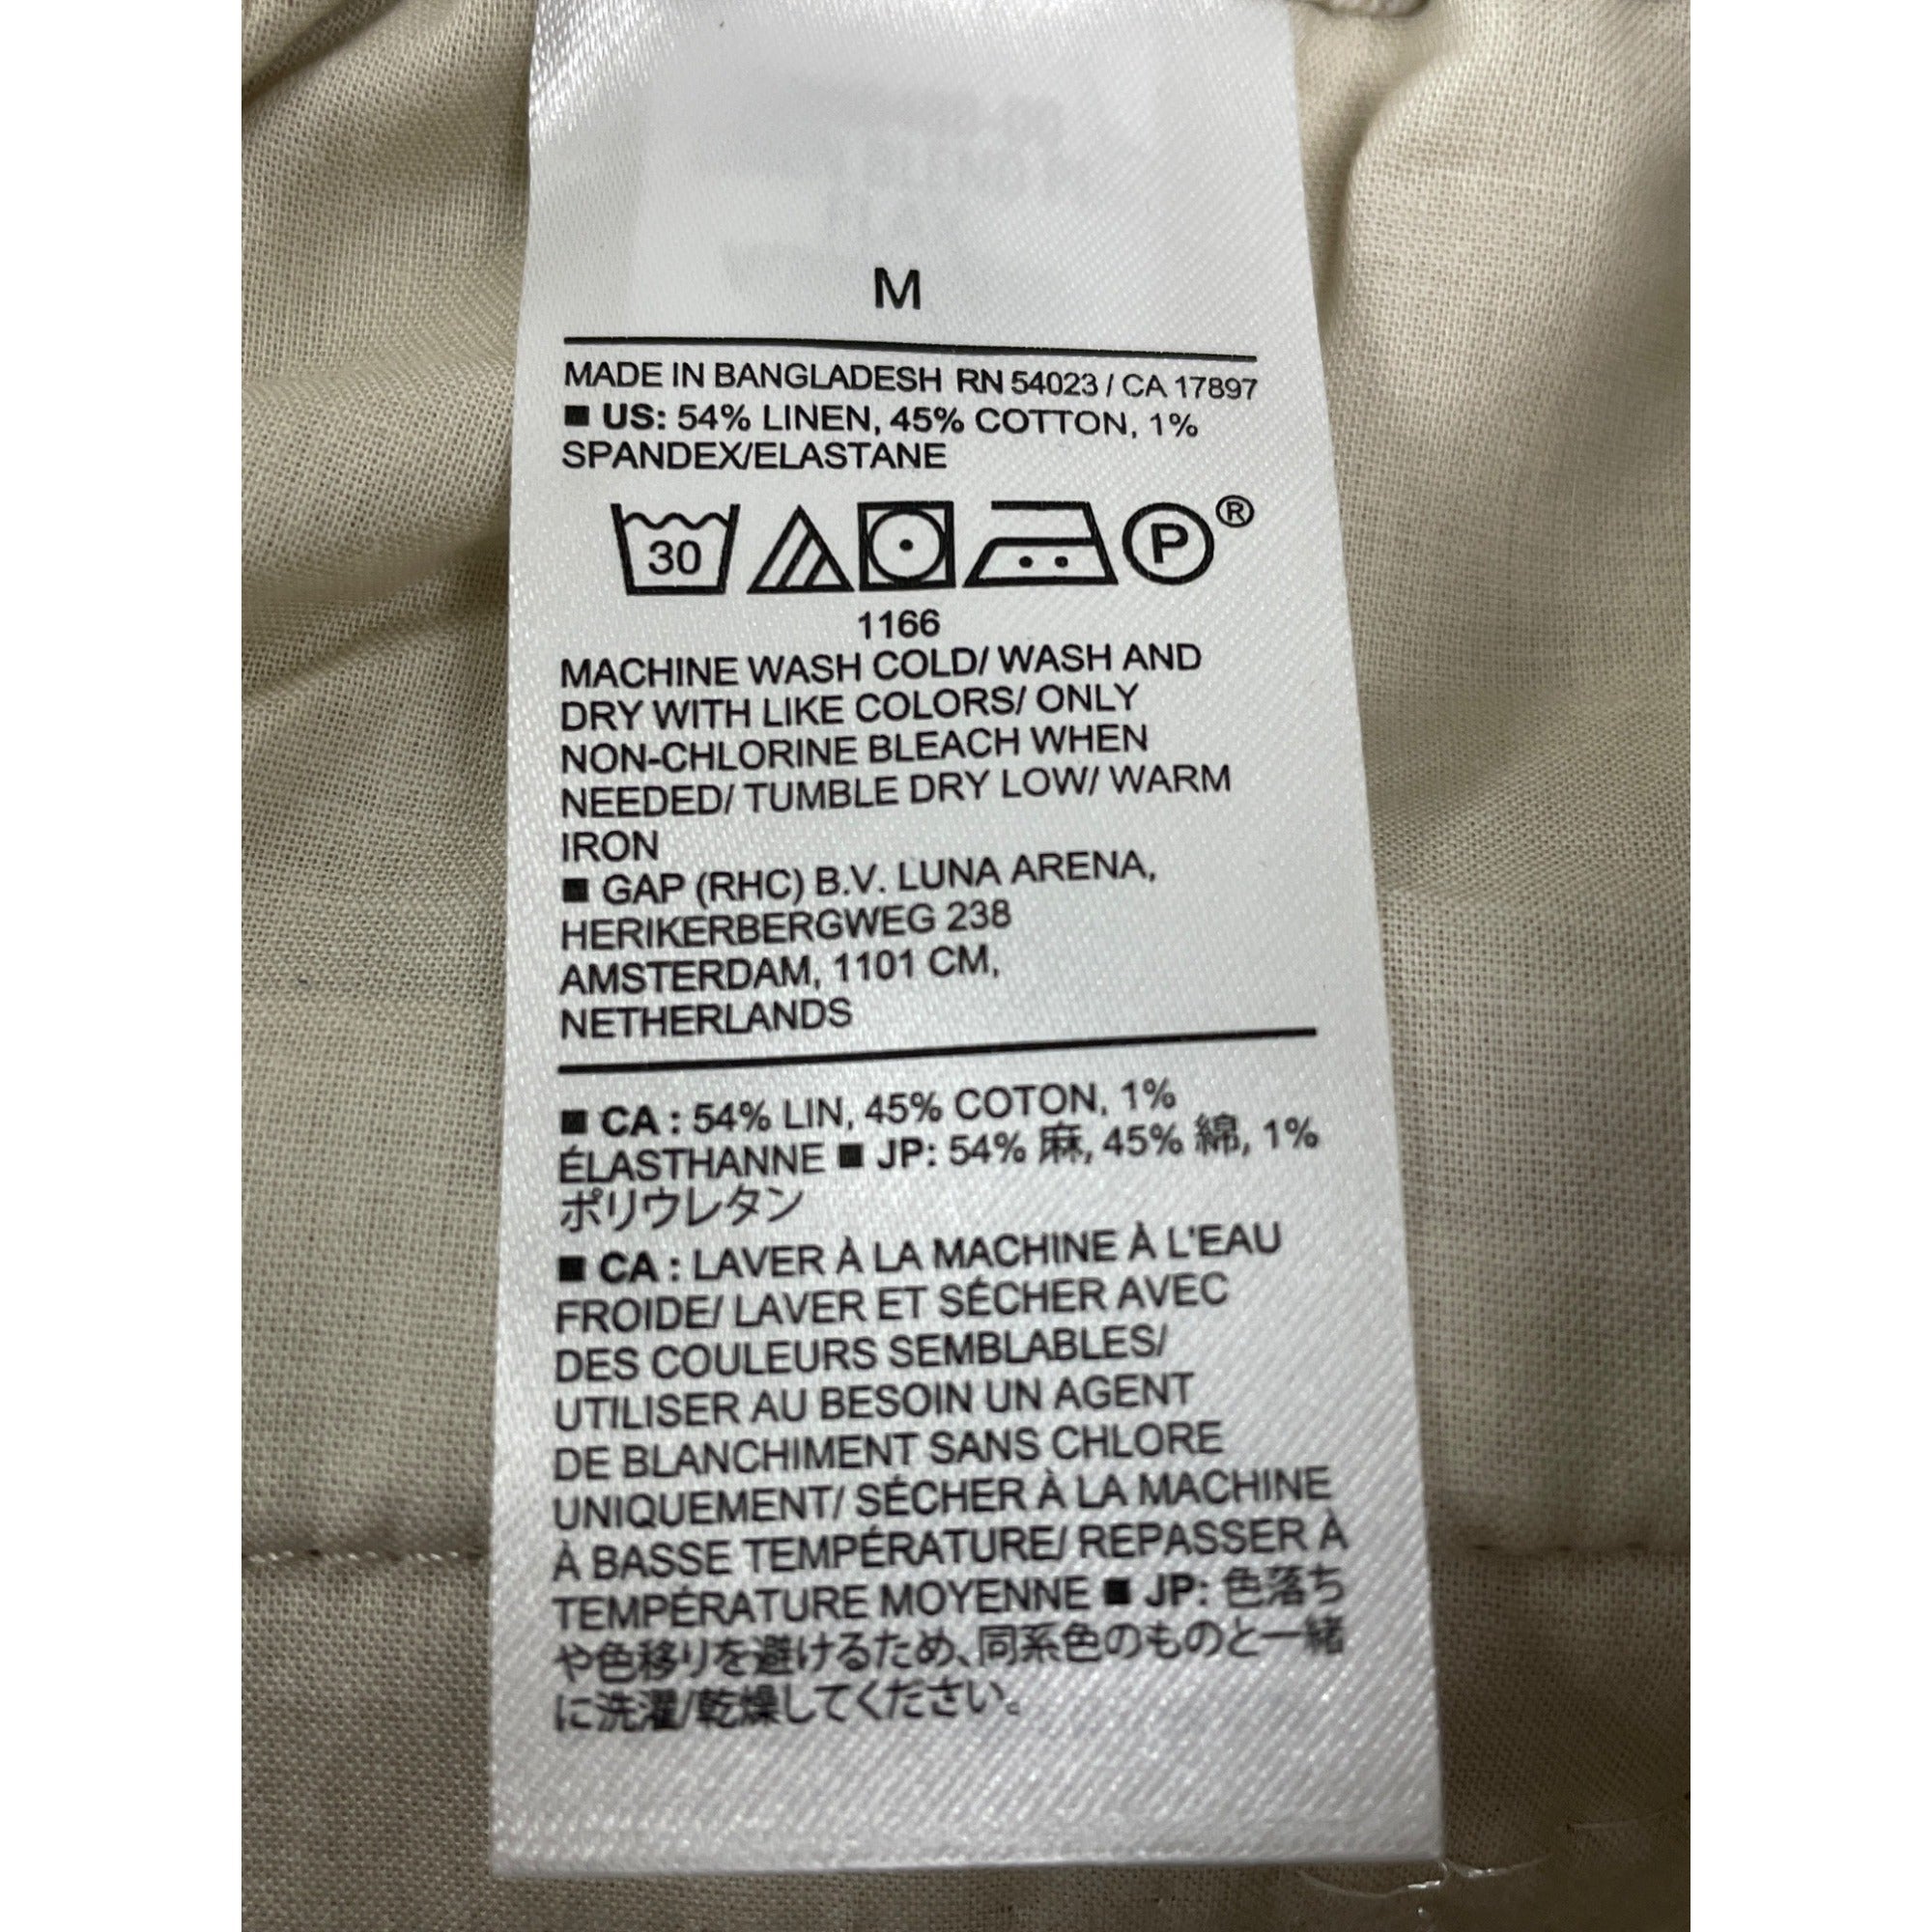 BLEND
FLAX
M
MADE IN BANGLADESH RN 54023 / CA 17897
■ US: 54% LINEN, 45% COTTON, 1%
SPANDEX/ELASTANE
30 P ®
1166
MACHINE WASH COLD/ WASH AND
DRY WITH LIKE COLORS/ ONLY
NON-CHLORINE BLEACH WHEN
NEEDED/ TUMBLE DRY LOW/ WARM
IRON
■ GAP (RHC) B.V. LUNA ARENA,
HERIKERBERGWEG 238
AMSTERDAM, 1101 CM,
NETHERLANDS
■ CA : 54% LIN, 45% COTON, 1%
ÉLASTHANNE ■ JP: 54% 麻, 45% 綿, 1%
ポリウレタン
■ CA : LAVER À LA MACHINE À L'EAU
FROIDE/ LAVER ET SÉCHER AVEC
DES COULEURS SEMBLABLES/
UTILISER AU BESOIN UN AGENT
DE BLANCHIMENT SANS CHLORE
UNIQUEMENT/ SÉCHER À LA MACHINE
À BASSE TEMPÉRATURE/ REPASSER À
TEMPÉRATURE MOYENNE ■ JP: 色落ち
や色移りを避けるため、同系色のものと一緒
に洗濯/乾燥してください。